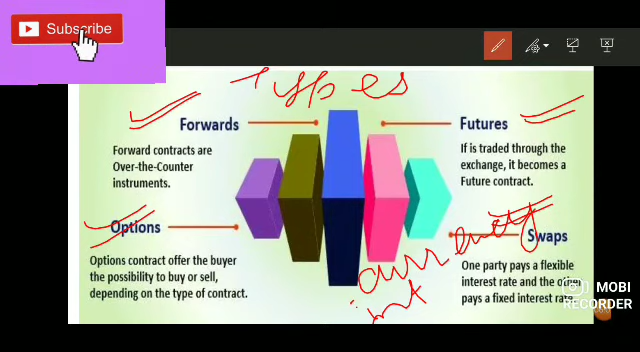 Subscribe
Types
Forwards
Forward contracts are
Over-the-Counter
instruments.
Futures
If is traded through the
exchange, it becomes a
Future contract.
Options
Options contract offer the buyer
the possibility to buy or sell,
depending on the type of contract.
Swaps
One party pays a flexible
interest rate and the other
pays a fixed interest rate
currency
int
MOBI
RECORDER